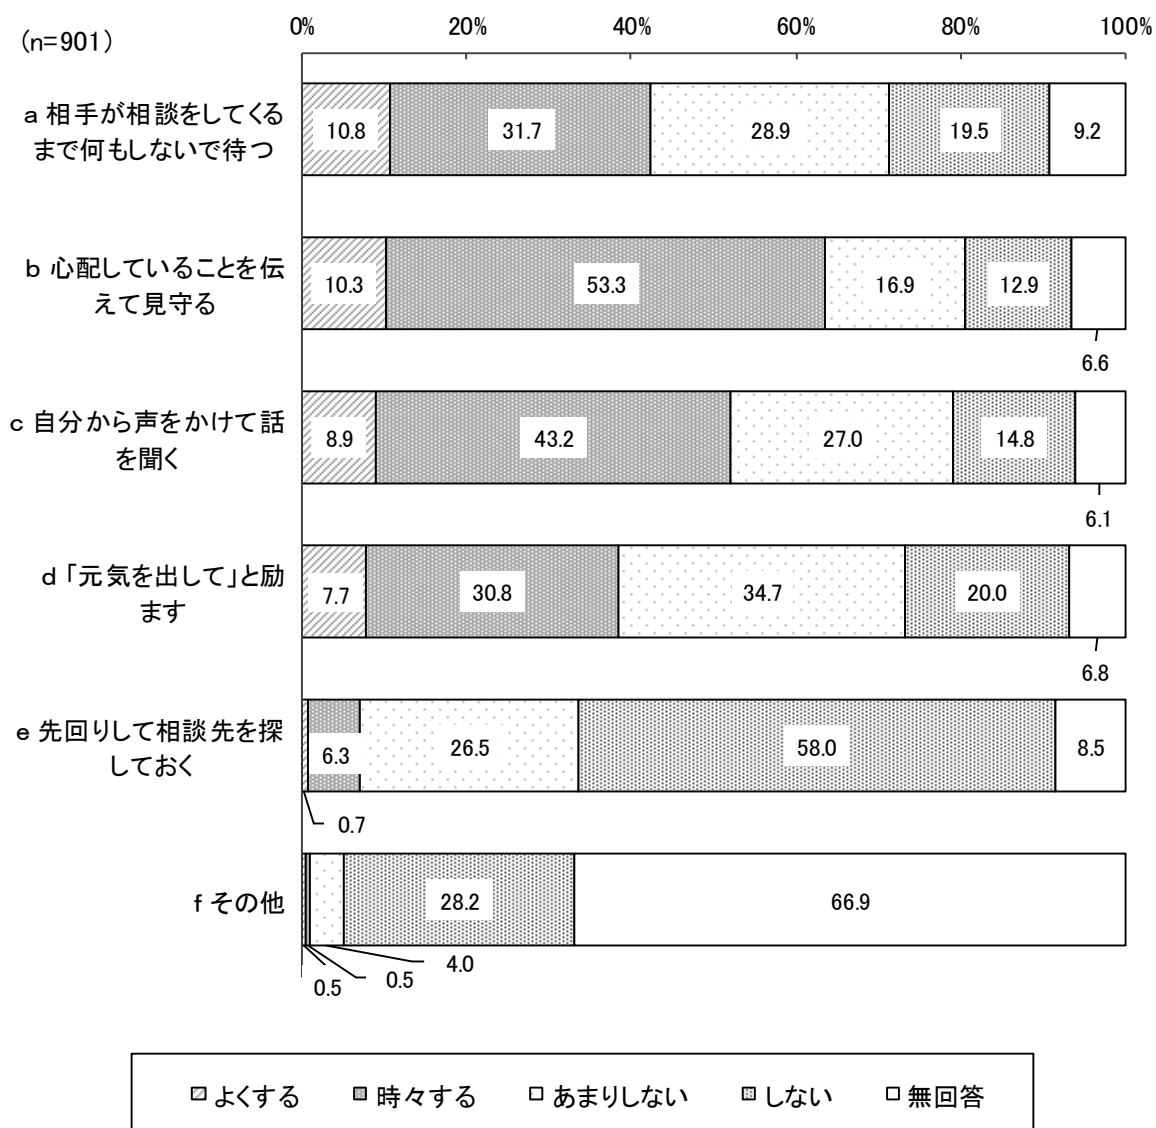 0% 20% 40% 60% 80% 100%
(n=901)
a 相手が相談をしてくる
まで何もしないで待つ
10.8 31.7 28.9 19.5 9.2
b 心配していることを伝
えて見守る
10.3 53.3 16.9 12.9
6.6
c 自分から声をかけて話
を聞く
8.9 43.2 27.0 14.8
6.1
d 「元気を出して」と励
ます
7.7 30.8 34.7 20.0
6.8
e 先回りして相談先を探
しておく
6.3 26.5 58.0 8.5
0.7
f その他
28.2 66.9
0.5 0.5 4.0
よくする 時々する あまりしない しない 無回答